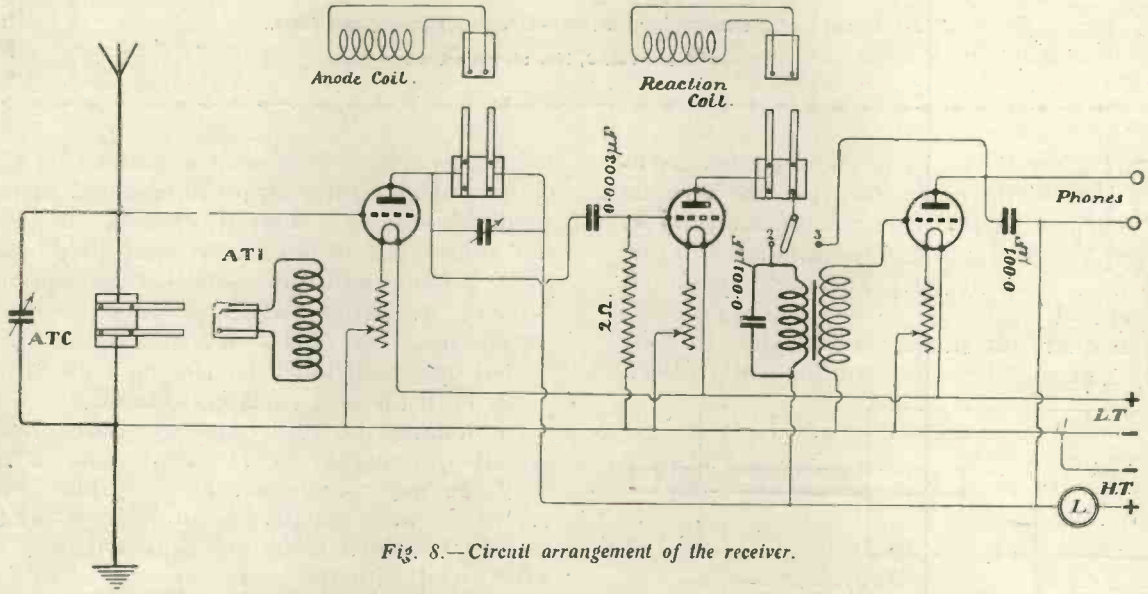 Anode Coil.
Reaction
Coil.
0·0003µF
Phones
ATI
2
3
0·001µF
0·001
µF
ATC
2Ω
+
L.T
−
−
H.T.
L.
+
Fig. 8.—Circuit arrangement of the receiver.